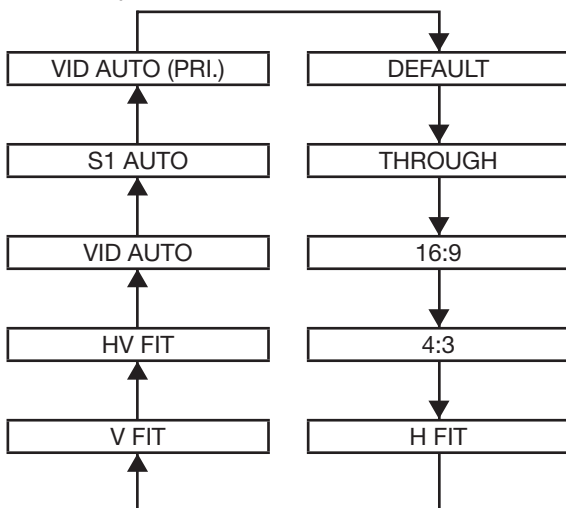 VID AUTO (PRI.)
DEFAULT
S1 AUTO
THROUGH
VID AUTO
16:9
HV FIT
4:3
V FIT
H FIT